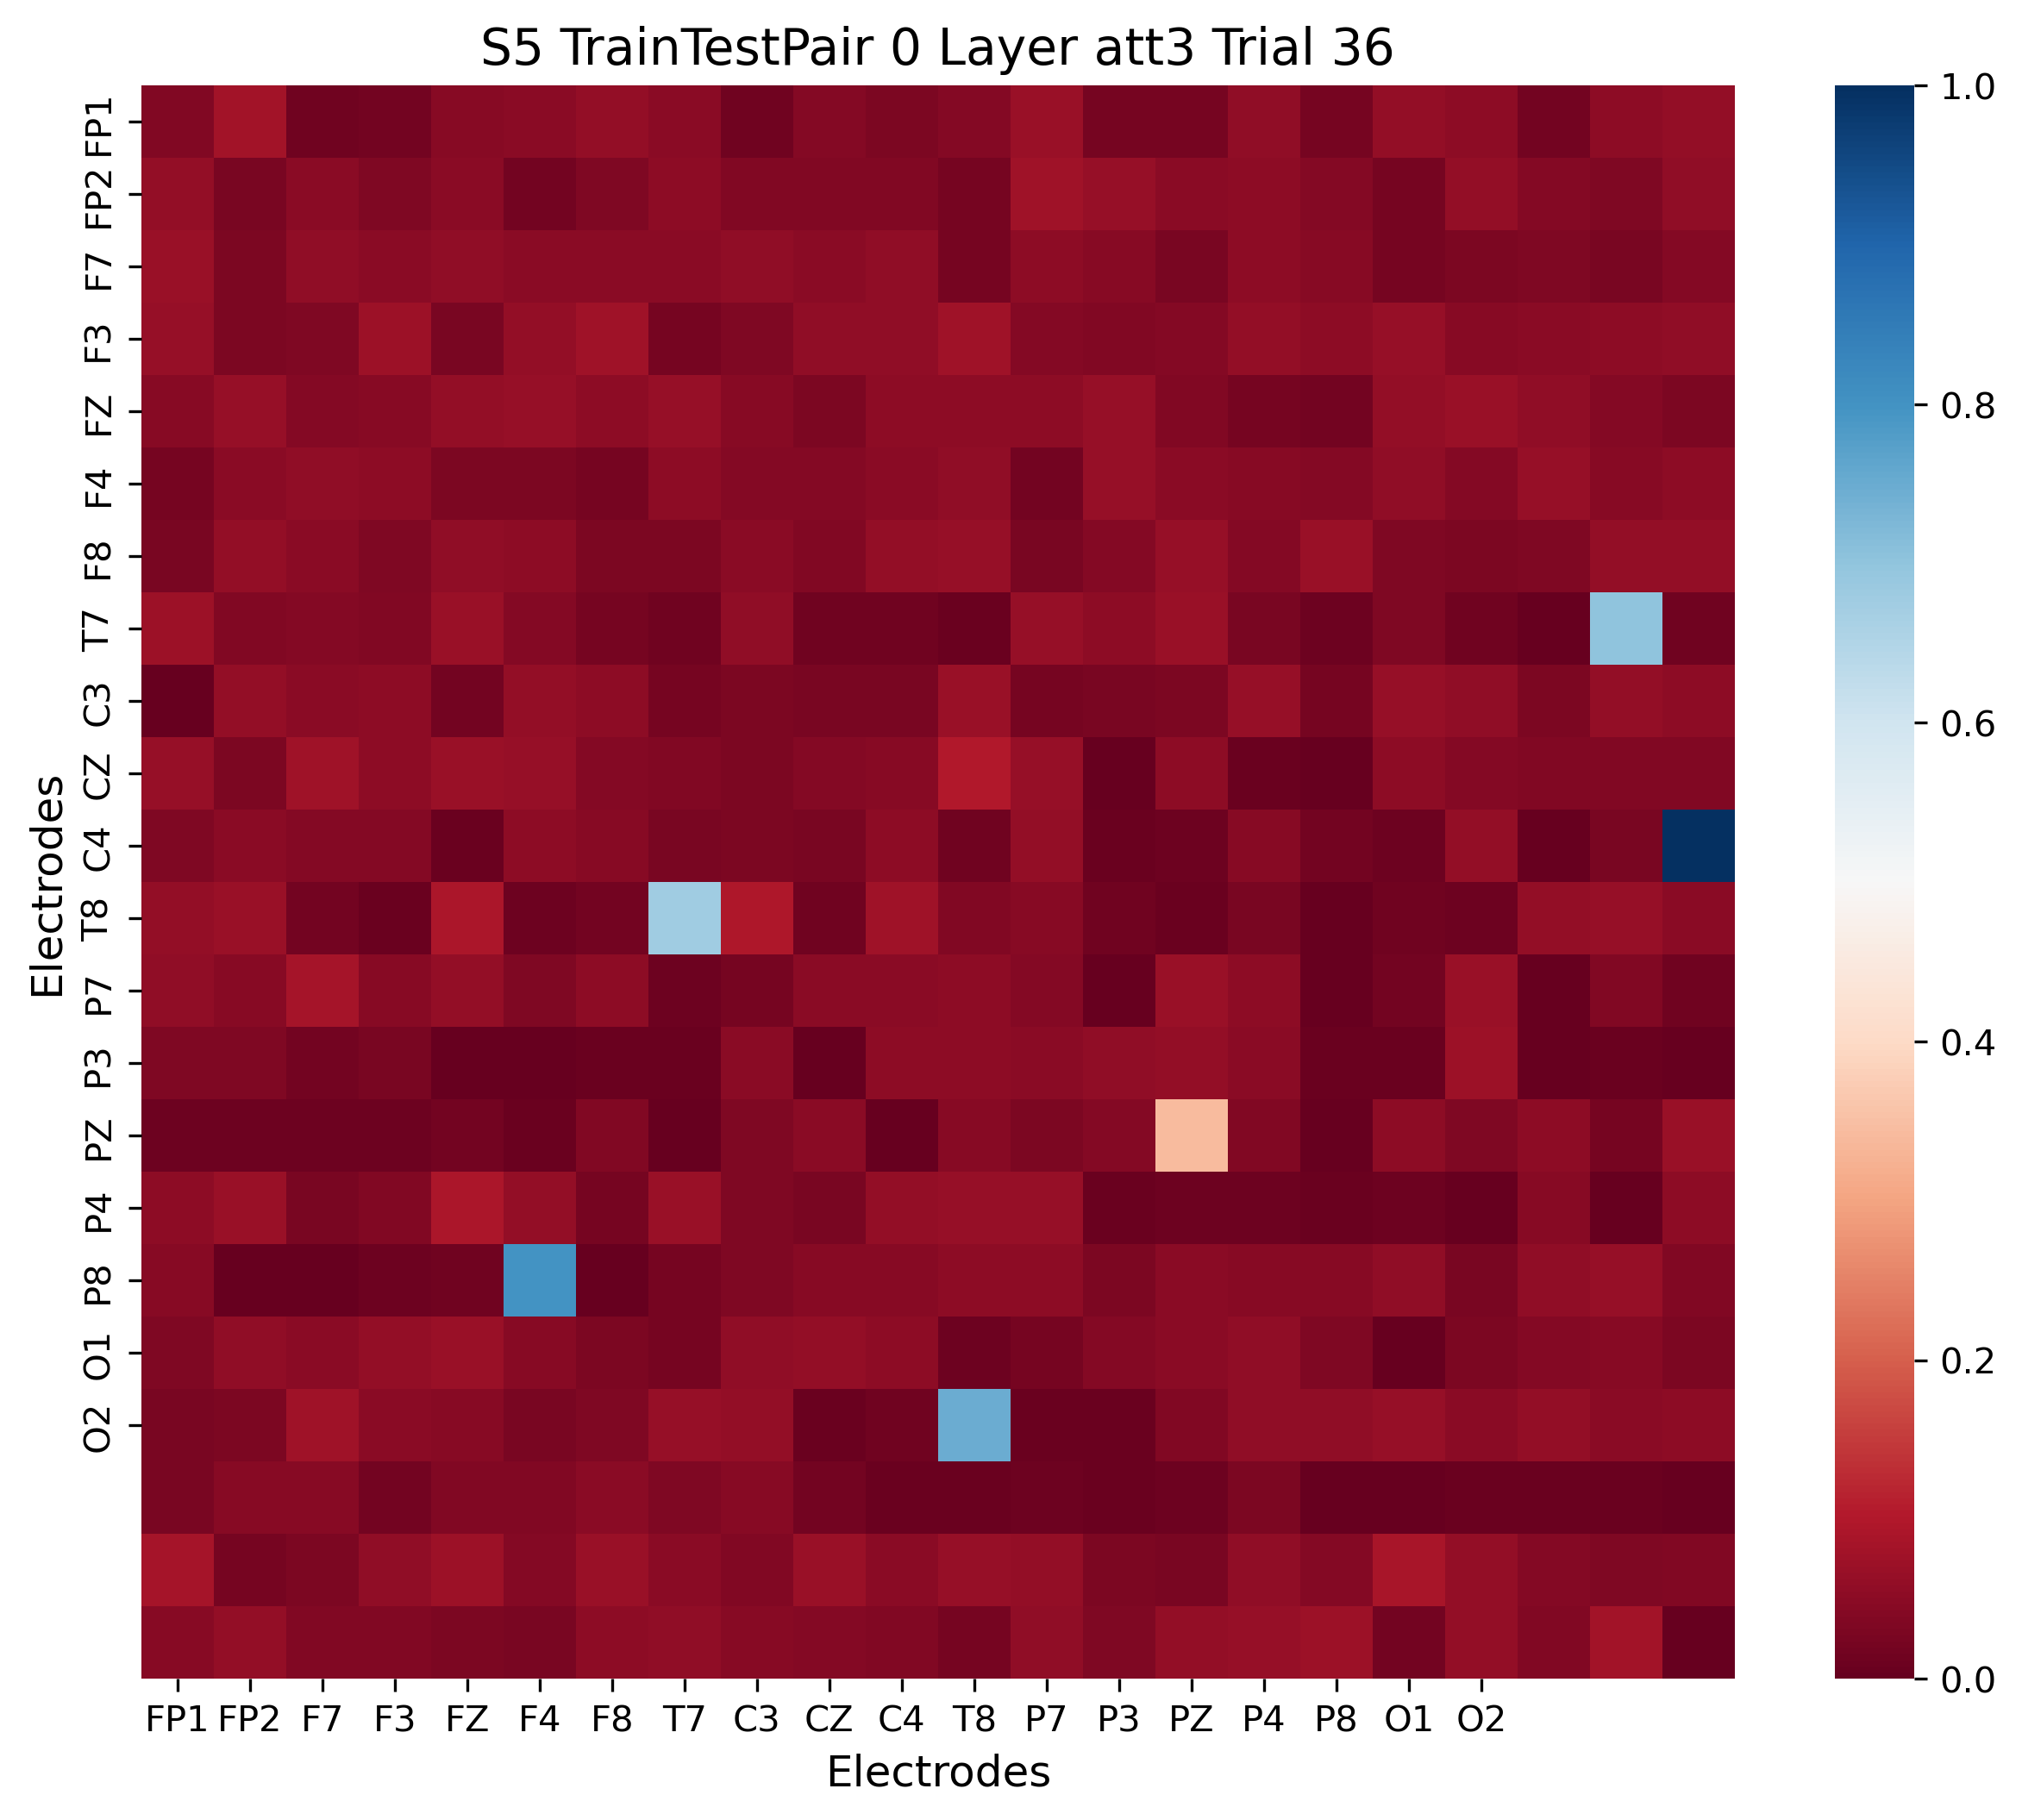 S5 TrainTestPair 0 Layer att3 Trial 36
Electrodes
FP1
FP2
F7
F3
FZ
F4
F8
T7
C3
CZ
C4
T8
P7
P3
PZ
P4
P8
O1
O2
FP1 FP2 F7 F3 FZ F4 F8 T7 C3 CZ C4 T8 P7 P3 PZ P4 P8 O1 O2
Electrodes
1.0
0.8
0.6
0.4
0.2
0.0